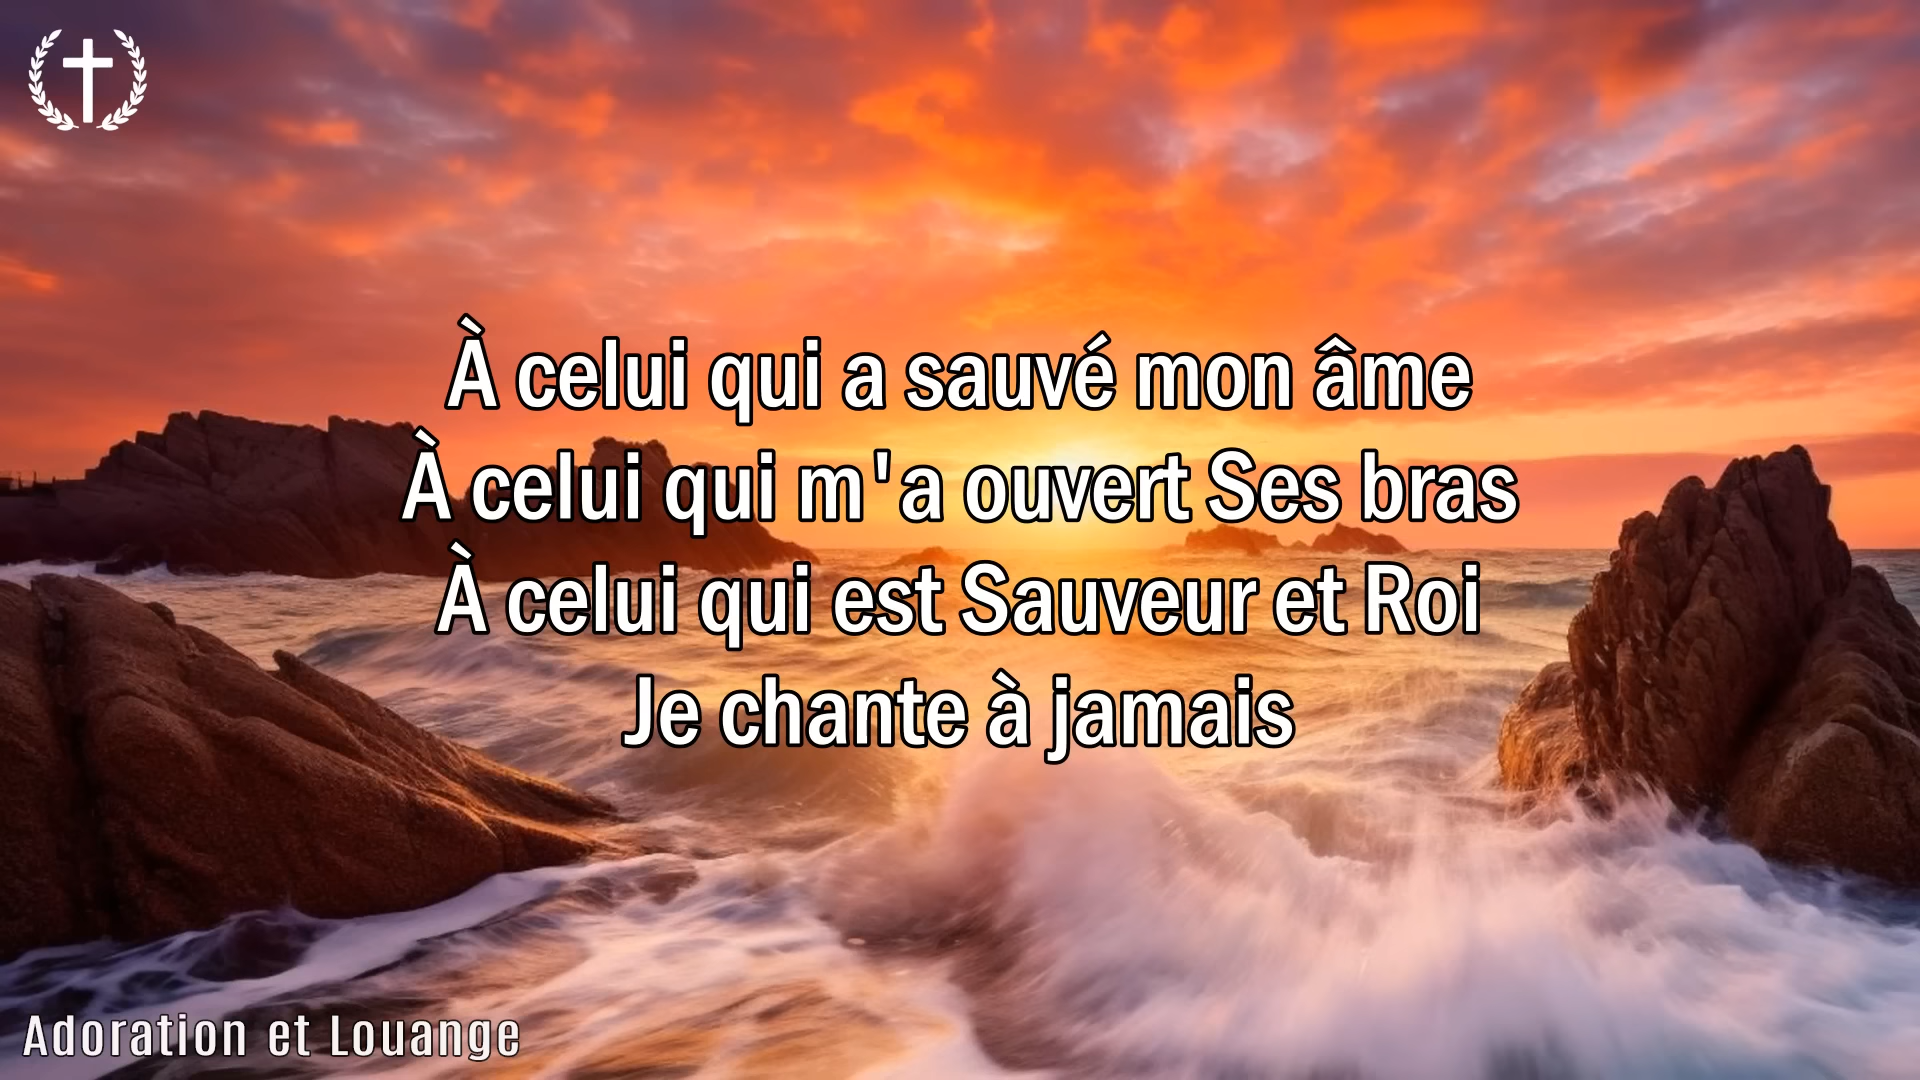 À celui qui a sauvé mon âme
À celui qui m'a ouvert Ses bras
À celui qui est Sauveur et Roi
Je chante à jamais
Adoration et Louange